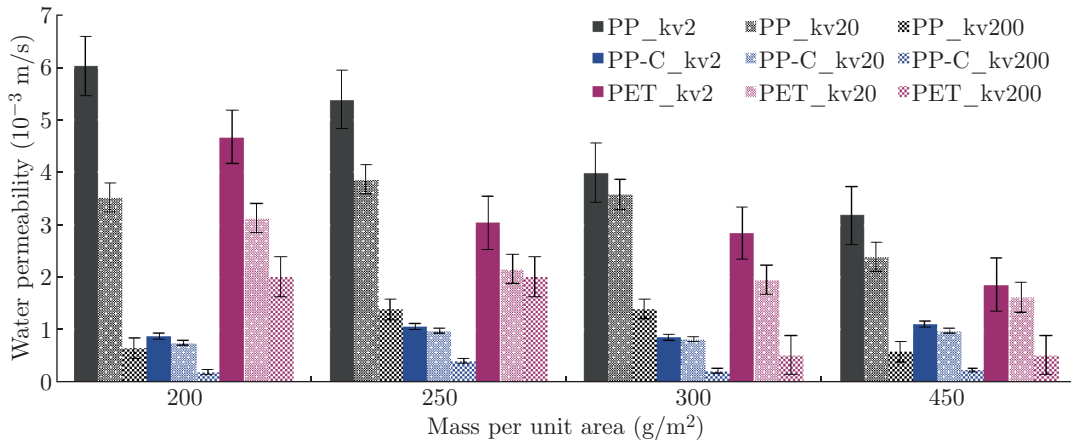 7
6
5
4
3
2
1
0
Water permeability (10⁻³ m/s)
PP_kv2 PP_kv20 PP_kv200
PP-C_kv2 PP-C_kv20 PP-C_kv200
PET_kv2 PET_kv20 PET_kv200
200 250 300 450
Mass per unit area (g/m²)